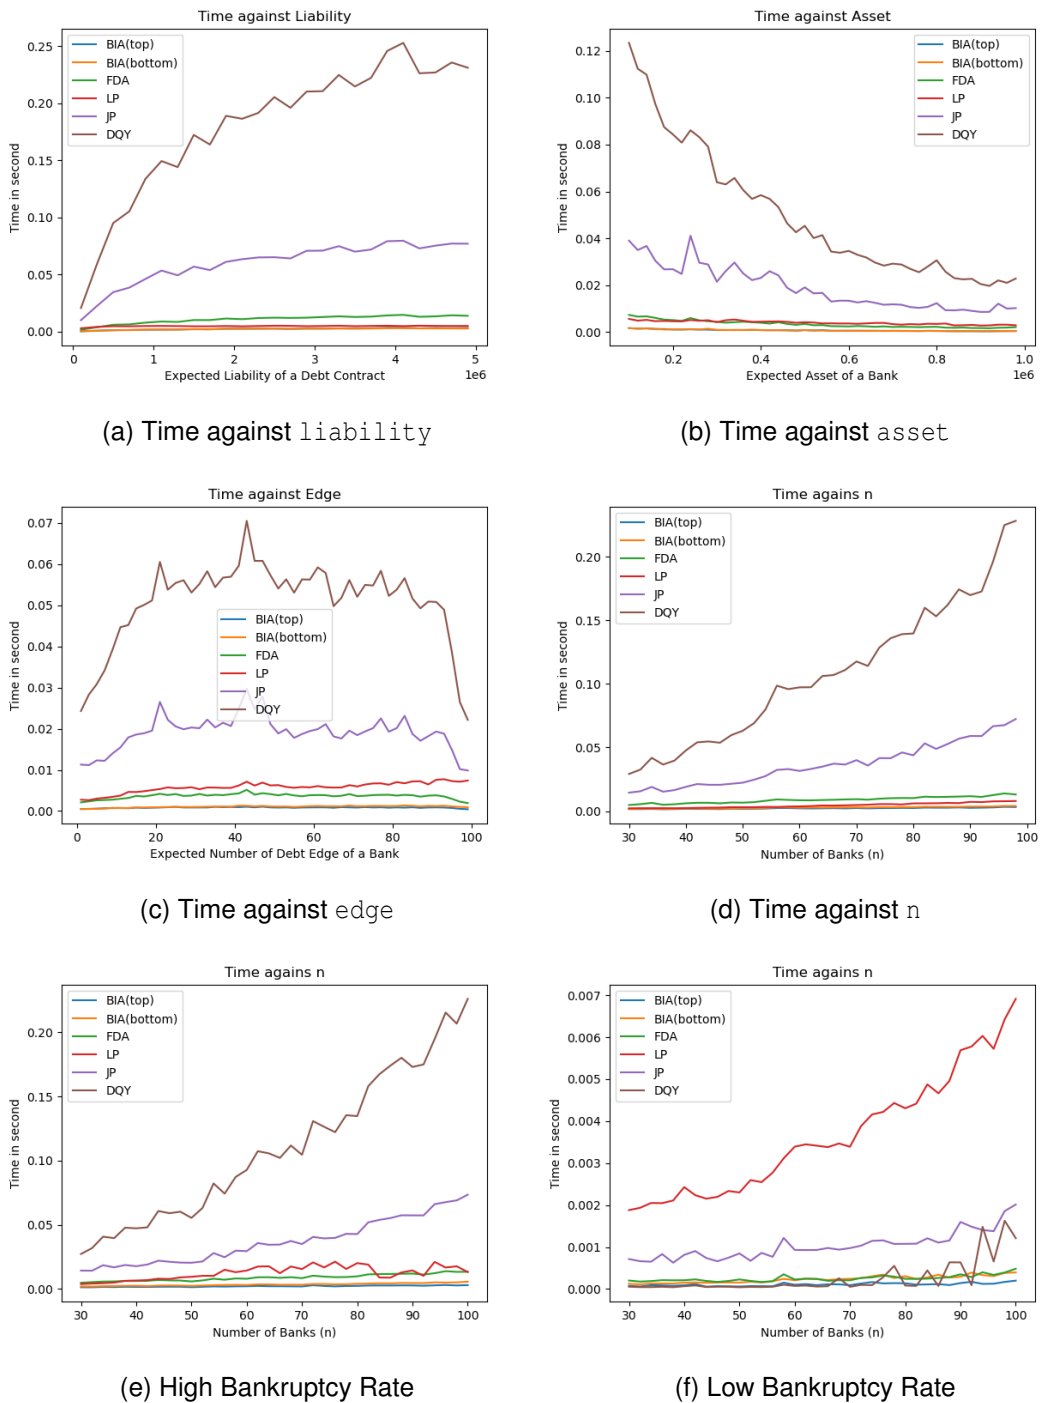 Time against Liability
BIA(top)
BIA(bottom)
FDA
LP
JP
DQY
0.25
0.20
0.15
0.10
0.05
0.00
Time in second
0 1 2 3 4 5
1e6
Expected Liability of a Debt Contract
(a) Time against liability
Time against Asset
BIA(top)
BIA(bottom)
FDA
LP
JP
DQY
0.12
0.10
0.08
0.06
0.04
0.02
0.00
Time in second
0.2 0.4 0.6 0.8 1.0
1e6
Expected Asset of a Bank
(b) Time against asset
Time against Edge
BIA(top)
BIA(bottom)
FDA
LP
JP
DQY
0.07
0.06
0.05
0.04
0.03
0.02
0.01
0.00
Time in second
0 20 40 60 80 100
Expected Number of Debt Edge of a Bank
(c) Time against edge
Time agains n
BIA(top)
BIA(bottom)
FDA
LP
JP
DQY
0.20
0.15
0.10
0.05
0.00
Time in second
30 40 50 60 70 80 90 100
Number of Banks (n)
(d) Time against n
Time agains n
BIA(top)
BIA(bottom)
FDA
LP
JP
DQY
0.20
0.15
0.10
0.05
0.00
Time in second
30 40 50 60 70 80 90 100
Number of Banks (n)
(e) High Bankruptcy Rate
Time agains n
BIA(top)
BIA(bottom)
FDA
LP
JP
DQY
0.007
0.006
0.005
0.004
0.003
0.002
0.001
0.000
Time in second
30 40 50 60 70 80 90 100
Number of Banks (n)
(f) Low Bankruptcy Rate